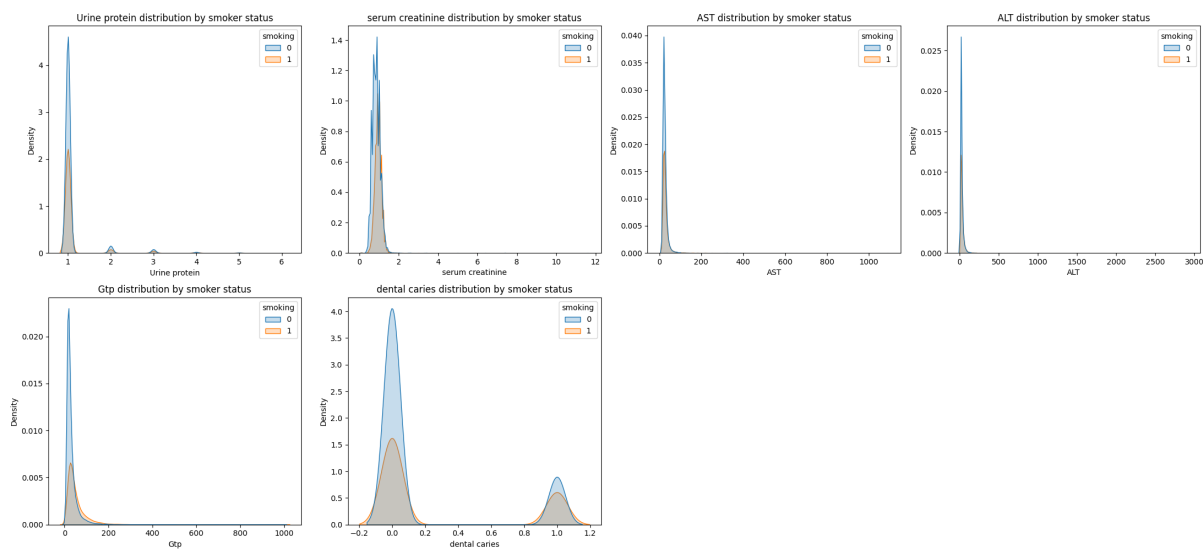 Urine protein distribution by smoker status
smoking
0
1
Density
4
3
2
1
0
1 2 3 4 5 6
Urine protein
serum creatinine distribution by smoker status
smoking
0
1
Density
1.4
1.2
1.0
0.8
0.6
0.4
0.2
0.0
0 2 4 6 8 10 12
serum creatinine
AST distribution by smoker status
smoking
0
1
Density
0.040
0.035
0.030
0.025
0.020
0.015
0.010
0.005
0.000
0 200 400 600 800 1000
AST
ALT distribution by smoker status
smoking
0
1
Density
0.025
0.020
0.015
0.010
0.005
0.000
0 500 1000 1500 2000 2500 3000
ALT
Gtp distribution by smoker status
smoking
0
1
Density
0.020
0.015
0.010
0.005
0.000
0 200 400 600 800 1000
Gtp
dental caries distribution by smoker status
smoking
0
1
Density
4.0
3.5
3.0
2.5
2.0
1.5
1.0
0.5
0.0
−0.2 0.0 0.2 0.4 0.6 0.8 1.0 1.2
dental caries